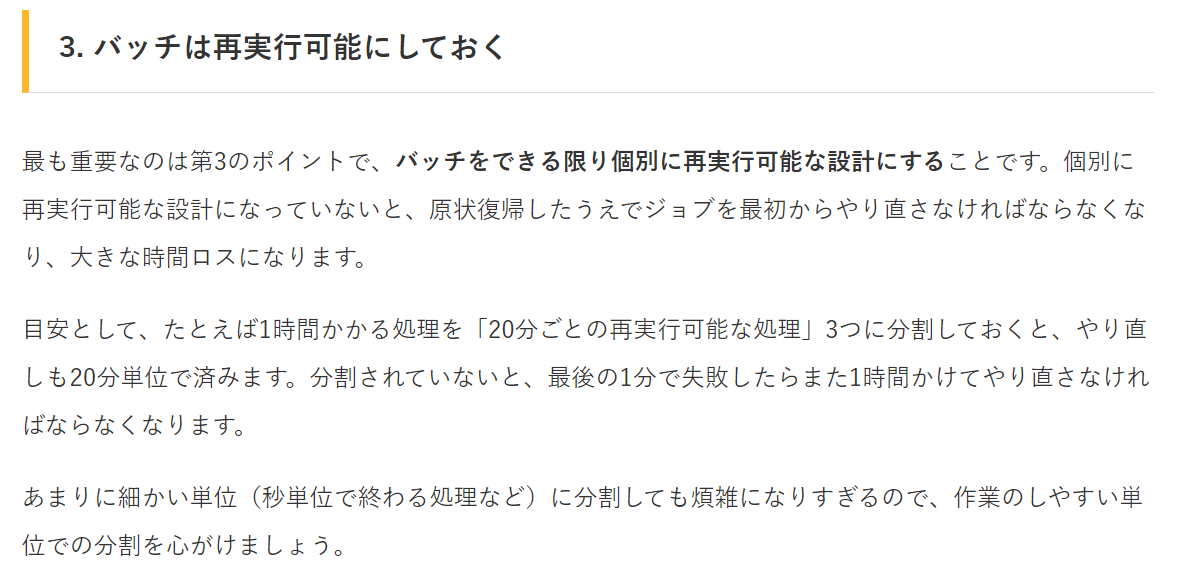 3. バッチは再実行可能にしておく
最も重要なのは第3のポイントで、バッチをできる限り個別に再実行可能な設計にすることです。個別に
再実行可能な設計になっていないと、原状復帰したうえでジョブを最初からやり直さなければならなくな
り、大きな時間ロスになります。
目安として、たとえば1時間かかる処理を「20分ごとの再実行可能な処理」3つに分割しておくと、やり直
しも20分単位で済みます。分割されていないと、最後の1分で失敗したらまた1時間かけてやり直さなけれ
ばならなくなります。
あまりに細かい単位（秒単位で終わる処理など）に分割しても煩雑になりすぎるので、作業のしやすい単
位での分割を心がけましょう。